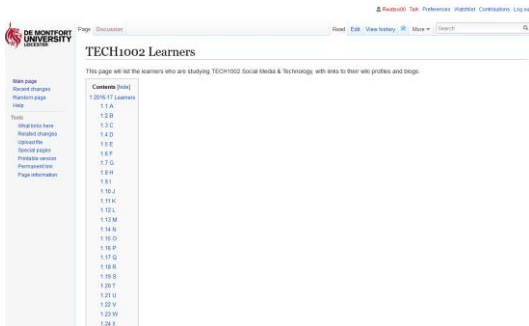 Rwatso00 Talk Preferences Watchlist Contributions Log ou
DE MONTFORT
UNIVERSITY
LEICESTER
Page Discussion
Read Edit View history More Search
TECH1002 Learners
This page will list the learners who are studying TECH1002 Social Media & Technology, with links to their wiki profiles and blogs.
Main page
Recent changes
Random page
Help
Tools
What links here
Related changes
Upload file
Special pages
Printable version
Permanent link
Page information
Contents [hide]
1 2016-17 Learners
1.1 A
1.2 B
1.3 C
1.4 D
1.5 E
1.6 F
1.7 G
1.8 H
1.9 I
1.10 J
1.11 K
1.12 L
1.13 M
1.14 N
1.15 O
1.16 P
1.17 Q
1.18 R
1.19 S
1.20 T
1.21 U
1.22 V
1.23 W
1.24 X